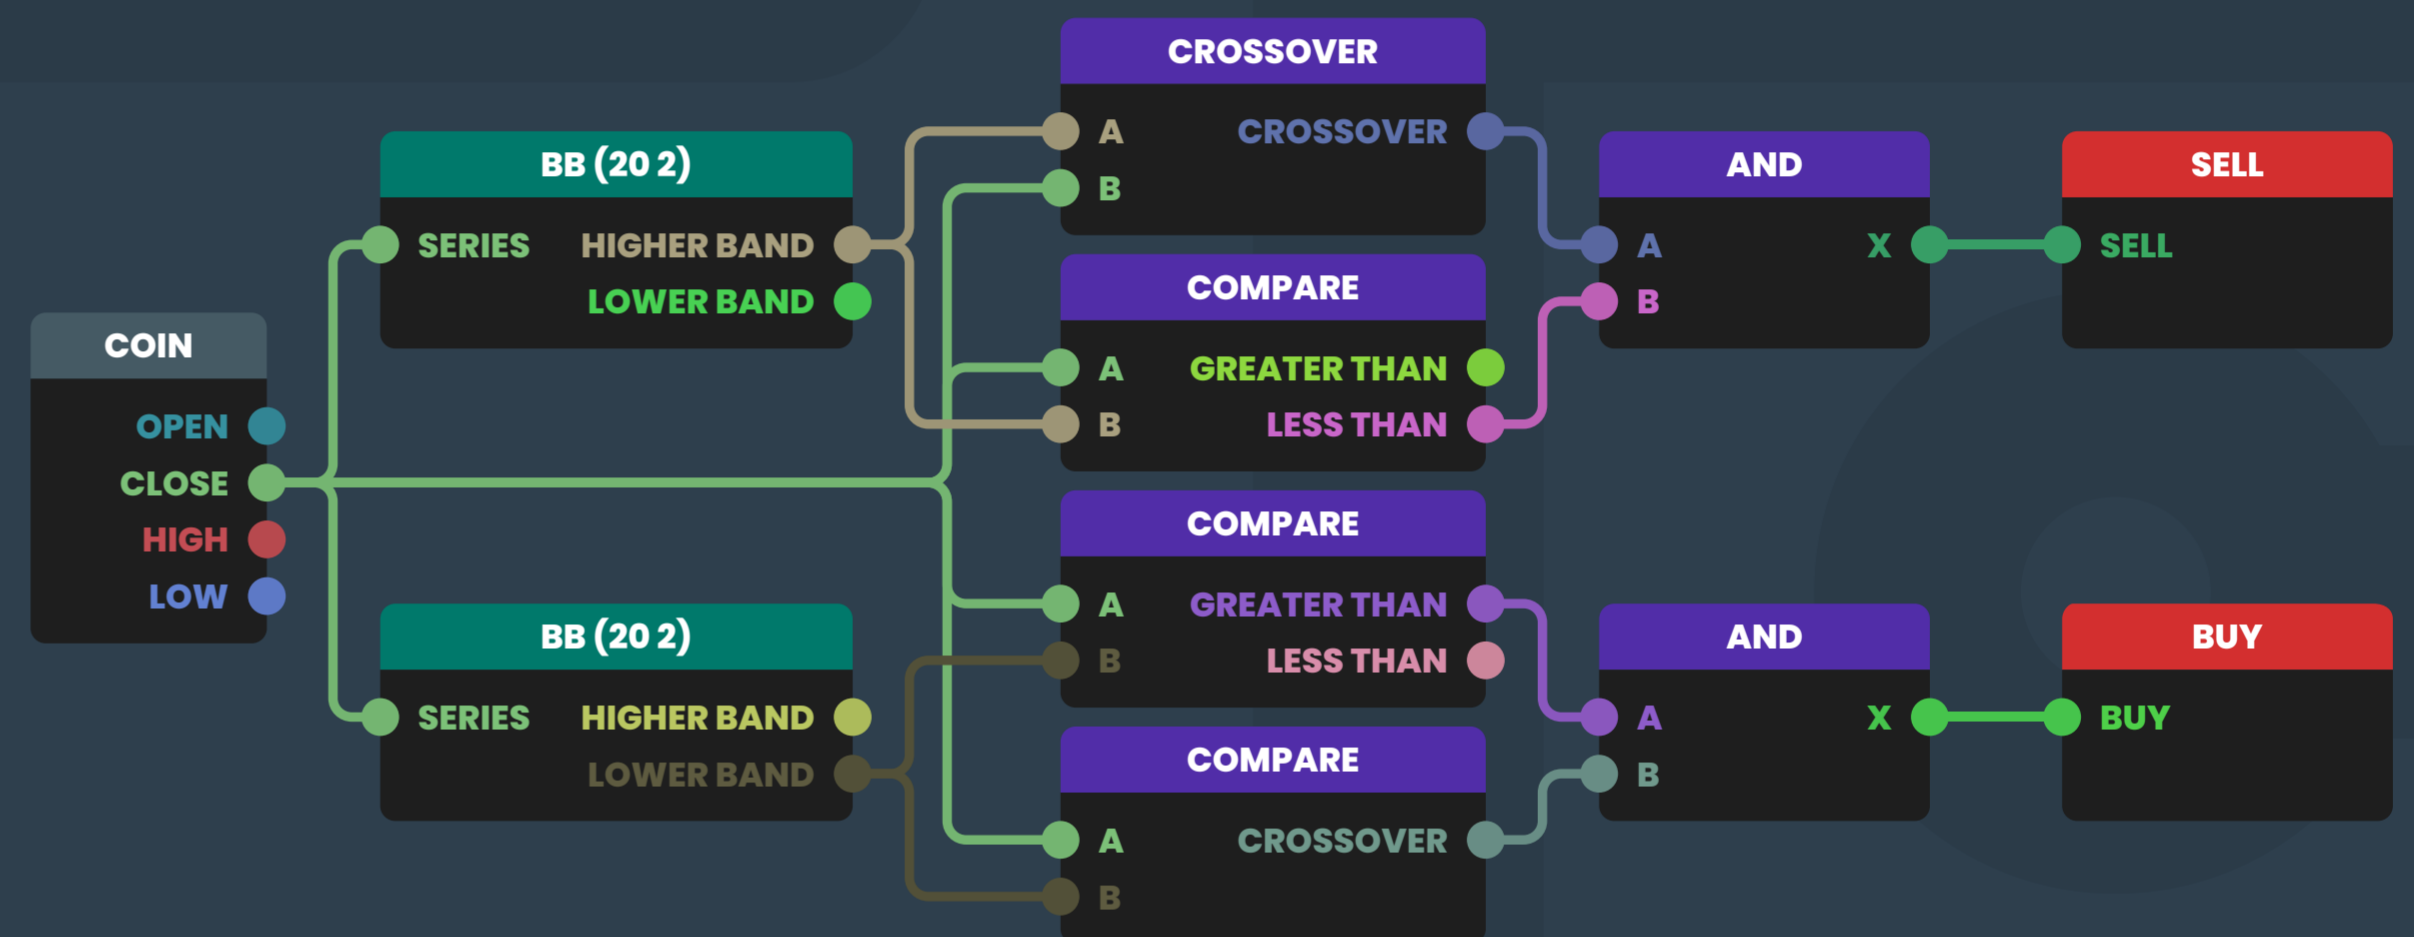 COIN
OPEN
CLOSE
HIGH
LOW
BB (20 2)
SERIES HIGHER BAND
LOWER BAND
BB (20 2)
SERIES HIGHER BAND
LOWER BAND
CROSSOVER
A CROSSOVER
B
COMPARE
A GREATER THAN
B LESS THAN
COMPARE
A GREATER THAN
B LESS THAN
COMPARE
A CROSSOVER
B
AND
A X
B
SELL
SELL
AND
A X
B
BUY
BUY